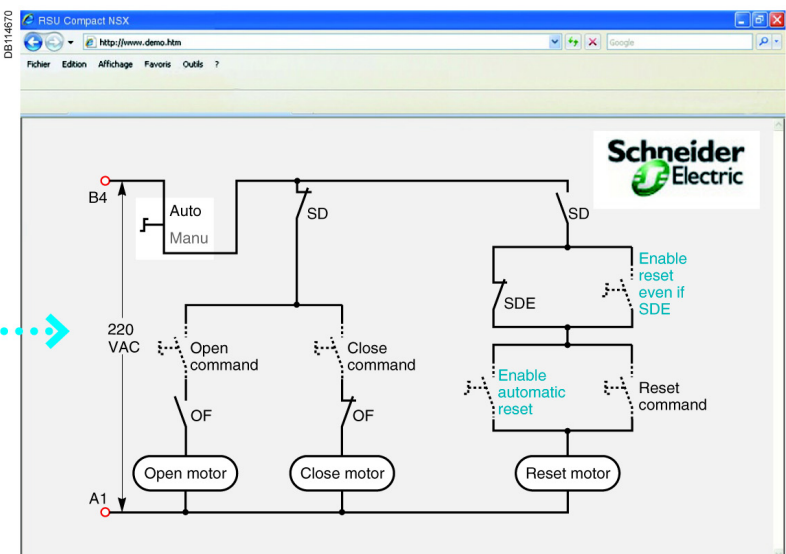 DB114670
RSU Compact NSX
http://www.demo.htm
Google
Fichier Edition Affichage Favoris Outils ?
Schneider
Electric
B4
Auto
Manu
SD
SD
Enable
reset
even if
SDE
SDE
220
VAC
Open
command
Close
command
Enable
automatic
reset
Reset
command
OF
OF
Open motor
Close motor
Reset motor
A1